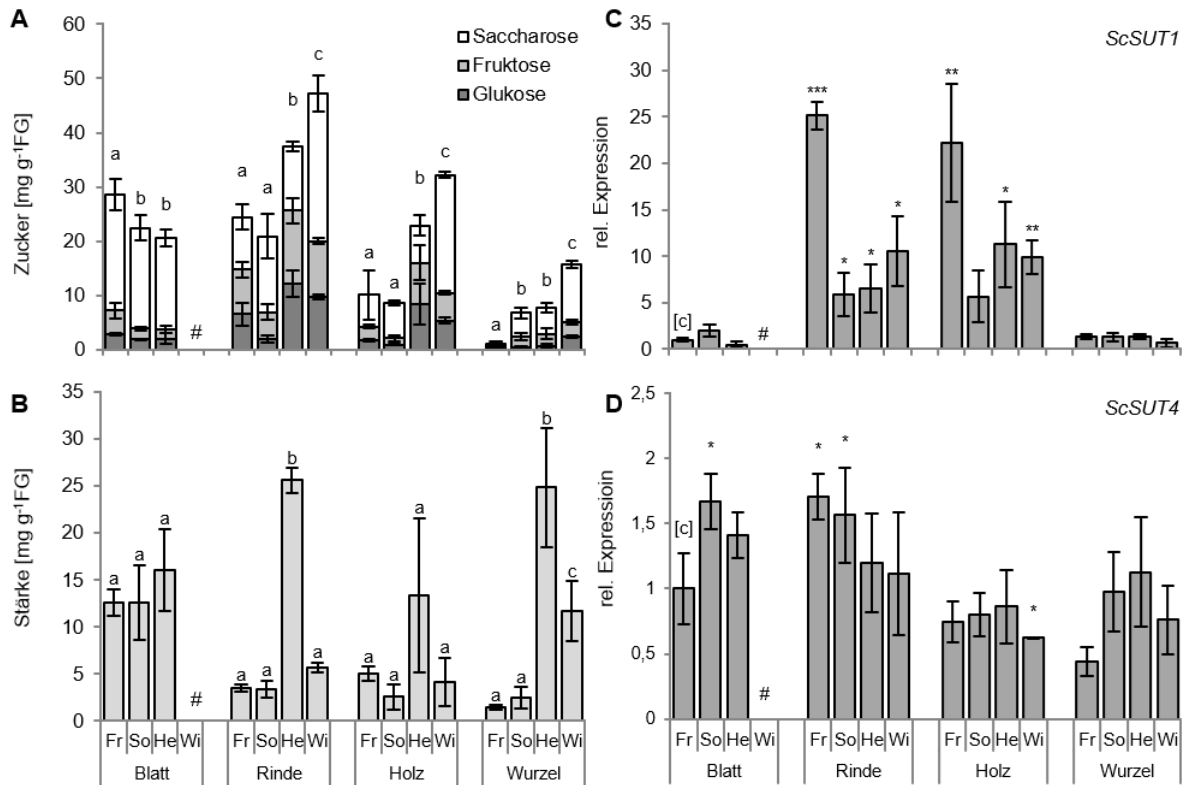 A
Zucker [mg g⁻¹FG]
60
50
40
30
20
10
0
Saccharose
Fruktose
Glukose
a
b
b
#
a
a
b
c
a
a
b
c
a
b
b
c
B
Stärke [mg g⁻¹FG]
35
30
25
20
15
10
5
0
a
a
a
#
a
a
b
a
a
a
a
a
a
a
b
c
Fr So He Wi Fr So He Wi Fr So He Wi Fr So He Wi
Blatt Rinde Holz Wurzel
C
ScSUT1
rel. Expression
35
30
25
20
15
10
5
0
[c]
#
***
*
*
*
**
*
**
D
ScSUT4
rel. Expressioin
2,5
2
1,5
1
0,5
0
[c]
*
#
*
*
*
Fr So He Wi Fr So He Wi Fr So He Wi Fr So He Wi
Blatt Rinde Holz Wurzel